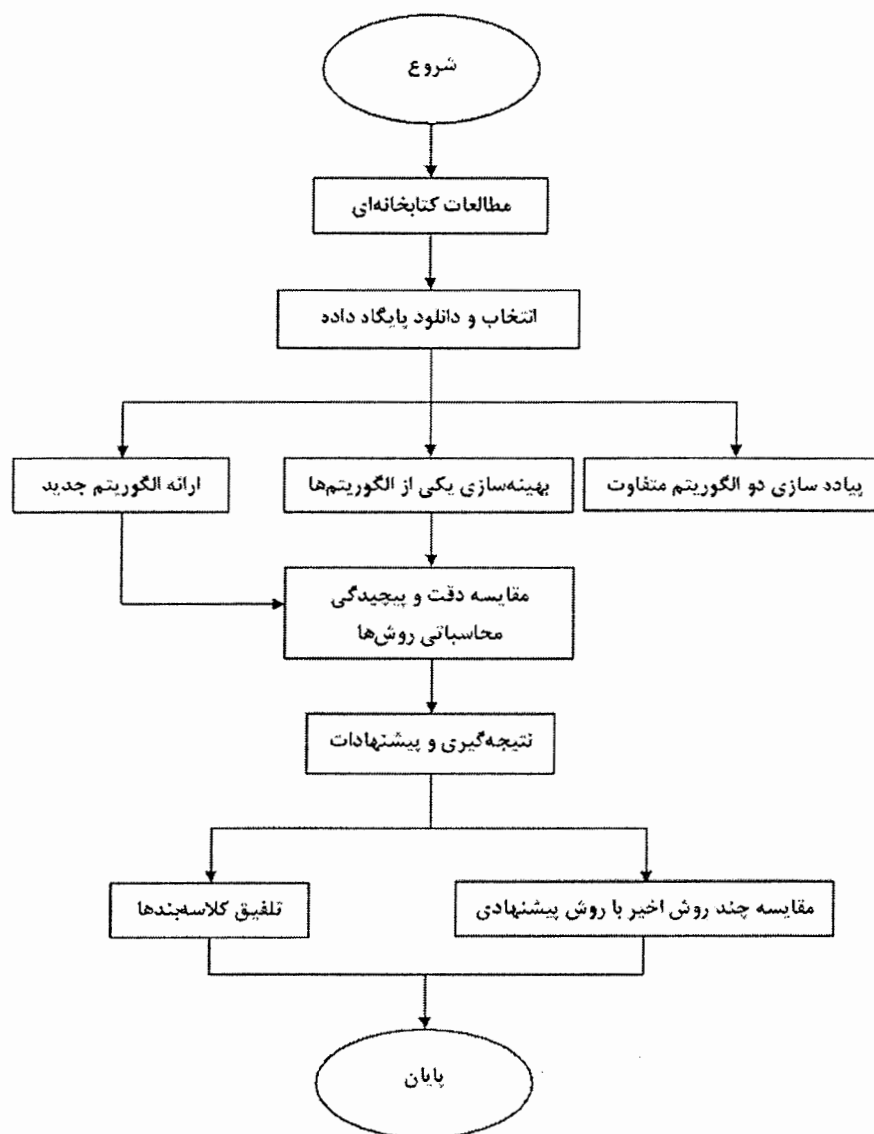 شروع
مطالعات کتابخانه‌ای
انتخاب و دانلود پایگاه داده
پیاده سازی دو الگوریتم متفاوت
بهینه‌سازی یکی از الگوریتم‌ها
ارائه الگوریتم جدید
مقایسه دقت و پیچیدگی
محاسباتی روش‌ها
نتیجه‌گیری و پیشنهادات
مقایسه چند روش اخیر با روش پیشنهادی
تلفیق کلاسه‌بندها
پایان